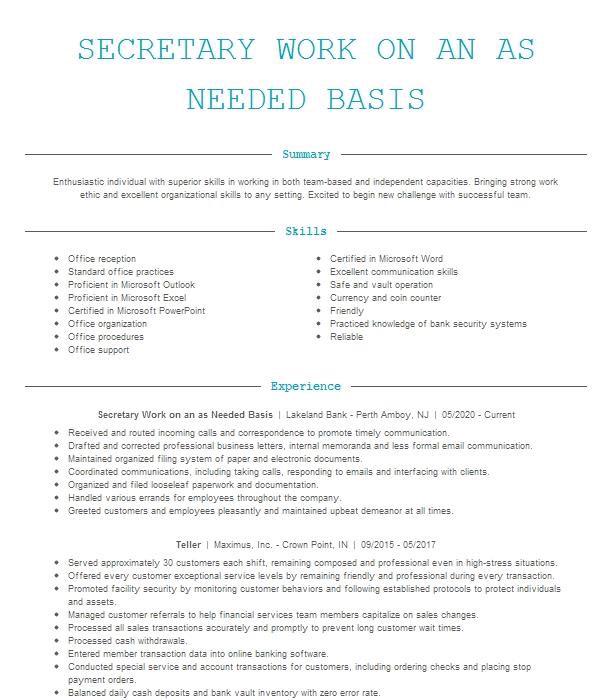 SECRETARY WORK ON AN AS
NEEDED BASIS
Summary
Enthusiastic individual with superior skills in working in both team-based and independent capacities. Bringing strong work
ethic and excellent organizational skills to any setting. Excited to begin new challenge with successful team.
Skills
Office reception
Standard office practices
Proficient in Microsoft Outlook
Proficient in Microsoft Excel
Certified in Microsoft PowerPoint
Office organization
Office procedures
Office support
Certified in Microsoft Word
Excellent communication skills
Safe and vault operation
Currency and coin counter
Friendly
Practiced knowledge of bank security systems
Reliable
Experience
Secretary Work on an as Needed Basis | Lakeland Bank - Perth Amboy, NJ | 05/2020 - Current
Received and routed incoming calls and correspondence to promote timely communication.
Drafted and corrected professional business letters, internal memoranda and less formal email communication.
Maintained organized filing system of paper and electronic documents.
Coordinated communications, including taking calls, responding to emails and interfacing with clients.
Organized and filed looseleaf paperwork and documentation.
Handled various errands for employees throughout the company.
Greeted customers and employees pleasantly and maintained upbeat demeanor at all times.
Teller | Maximus, Inc. - Crown Point, IN | 09/2015 - 05/2017
Served approximately 30 customers each shift, remaining composed and professional even in high-stress situations.
Offered every customer exceptional service levels by remaining friendly and professional during every transaction.
Promoted facility security by monitoring customer behaviors and following established protocols to protect individuals
and assets.
Managed customer referrals to help financial services team members capitalize on sales changes.
Processed all sales transactions accurately and promptly to prevent long customer wait times.
Processed cash withdrawals.
Entered member transaction data into online banking software.
Conducted special service and account transactions for customers, including ordering checks and placing stop
payment orders.
Balanced daily cash deposits and bank vault inventory with zero error rate.